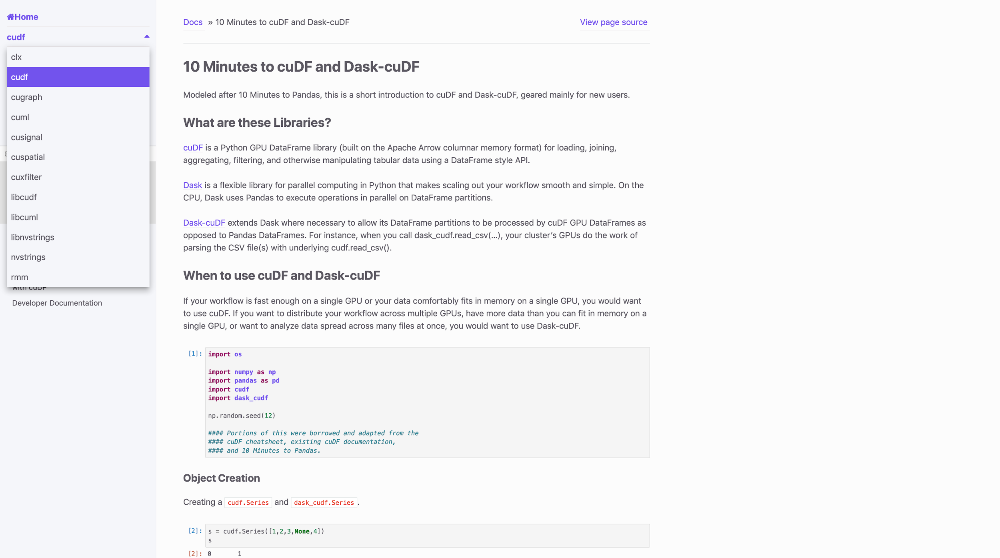 Home
cudf
clx
cudf
cugraph
cuml
cusignal
cuspatial
cuxfilter
libcudf
libcuml
libnvstrings
nvstrings
rmm
with cuDF
Developer Documentation
Docs » 10 Minutes to cuDF and Dask-cuDF
View page source
10 Minutes to cuDF and Dask-cuDF
Modeled after 10 Minutes to Pandas, this is a short introduction to cuDF and Dask-cuDF, geared mainly for new users.
What are these Libraries?
cuDF is a Python GPU DataFrame library (built on the Apache Arrow columnar memory format) for loading, joining,
aggregating, filtering, and otherwise manipulating tabular data using a DataFrame style API.
Dask is a flexible library for parallel computing in Python that makes scaling out your workflow smooth and simple. On the
CPU, Dask uses Pandas to execute operations in parallel on DataFrame partitions.
Dask-cuDF extends Dask where necessary to allow its DataFrame partitions to be processed by cuDF GPU DataFrames as
opposed to Pandas DataFrames. For instance, when you call dask_cudf.read_csv(…), your cluster’s GPUs do the work of
parsing the CSV file(s) with underlying cudf.read_csv().
When to use cuDF and Dask-cuDF
If your workflow is fast enough on a single GPU or your data comfortably fits in memory on a single GPU, you would want
to use cuDF. If you want to distribute your workflow across multiple GPUs, have more data than you can fit in memory on a
single GPU, or want to analyze data spread across many files at once, you would want to use Dask-cuDF.
[1]: import os
import numpy as np
import pandas as pd
import cudf
import dask_cudf
np.random.seed(12)
#### Portions of this were borrowed and adapted from the
#### cuDF cheatsheet, existing cuDF documentation,
#### and 10 Minutes to Pandas.
Object Creation
Creating a cudf.Series and dask_cudf.Series.
[2]: s = cudf.Series([1,2,3,None,4])
s
[2]: 0 1